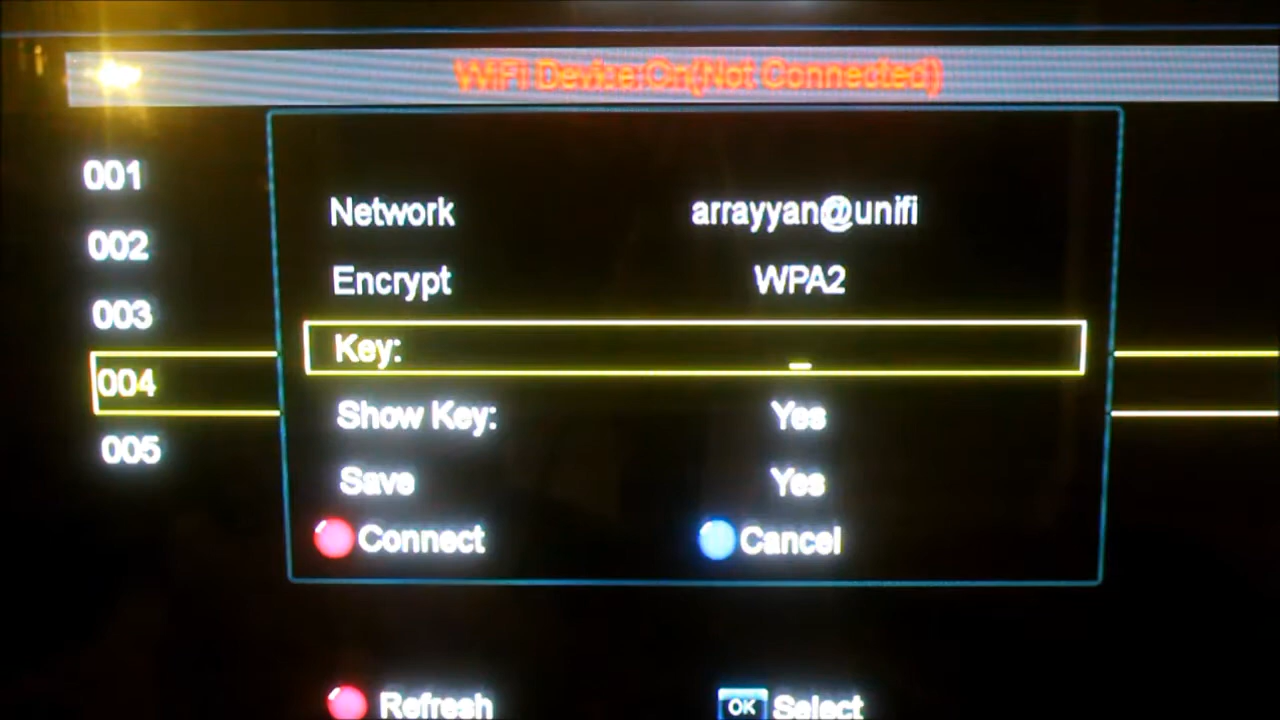 WiFi Device:On(Not Connected)
001
002
003
004
005
Network arrayyan@unifi
Encrypt WPA2
Key: _
Show Key: Yes
Save Yes
Connect Cancel
Refresh OK Select